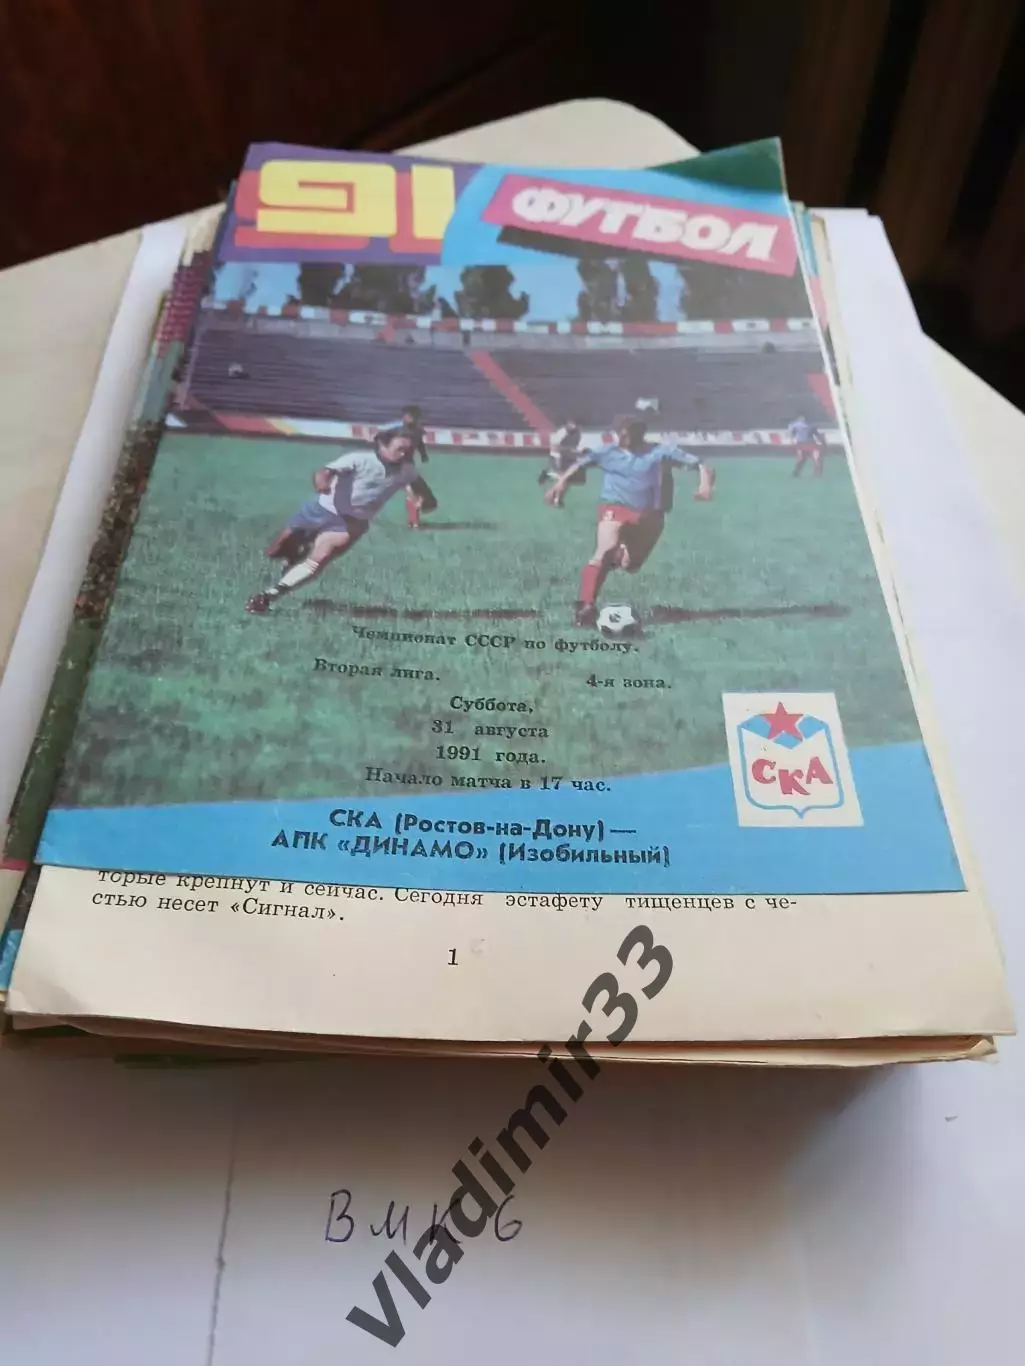 91 ФУТБОЛ
Чемпионат СССР по футболу.
Вторая лига. 4-я зона.
Суббота,
31 августа
1991 года.
Начало матча в 17 час.
СКА
СКА (Ростов-на-Дону) —
АПК «ДИНАМО» (Изобильный)
торые крепнут и сейчас. Сегодня эстафету тищенцев с че-
стью несет «Сигнал».
1
ВМК 6
Vladimir33